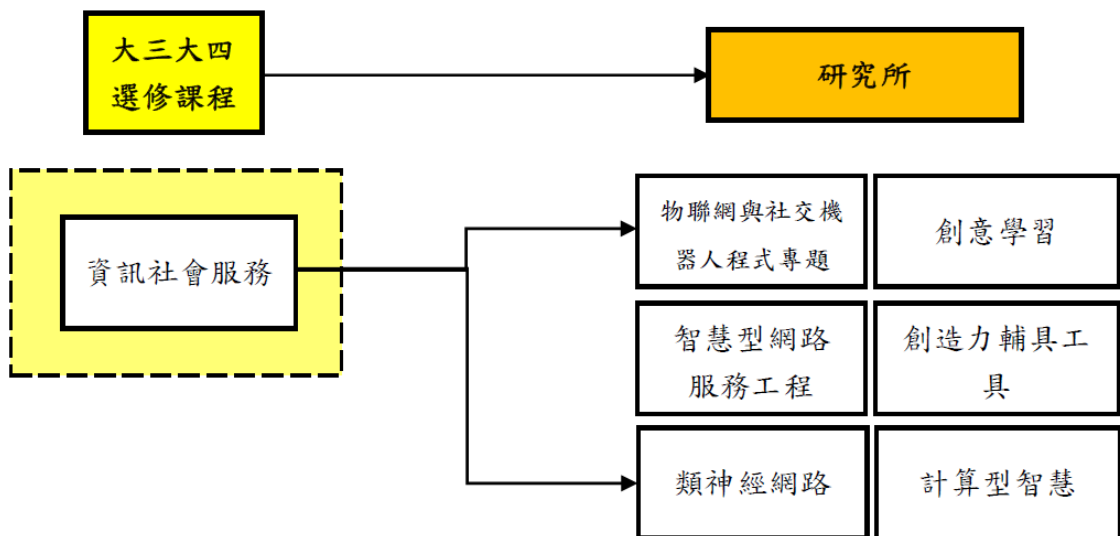 大三大四
選修課程
研究所
資訊社會服務
物聯網與社交機
器人程式專題
創意學習
智慧型網路
服務工程
創造力輔具工
具
類神經網路
計算型智慧